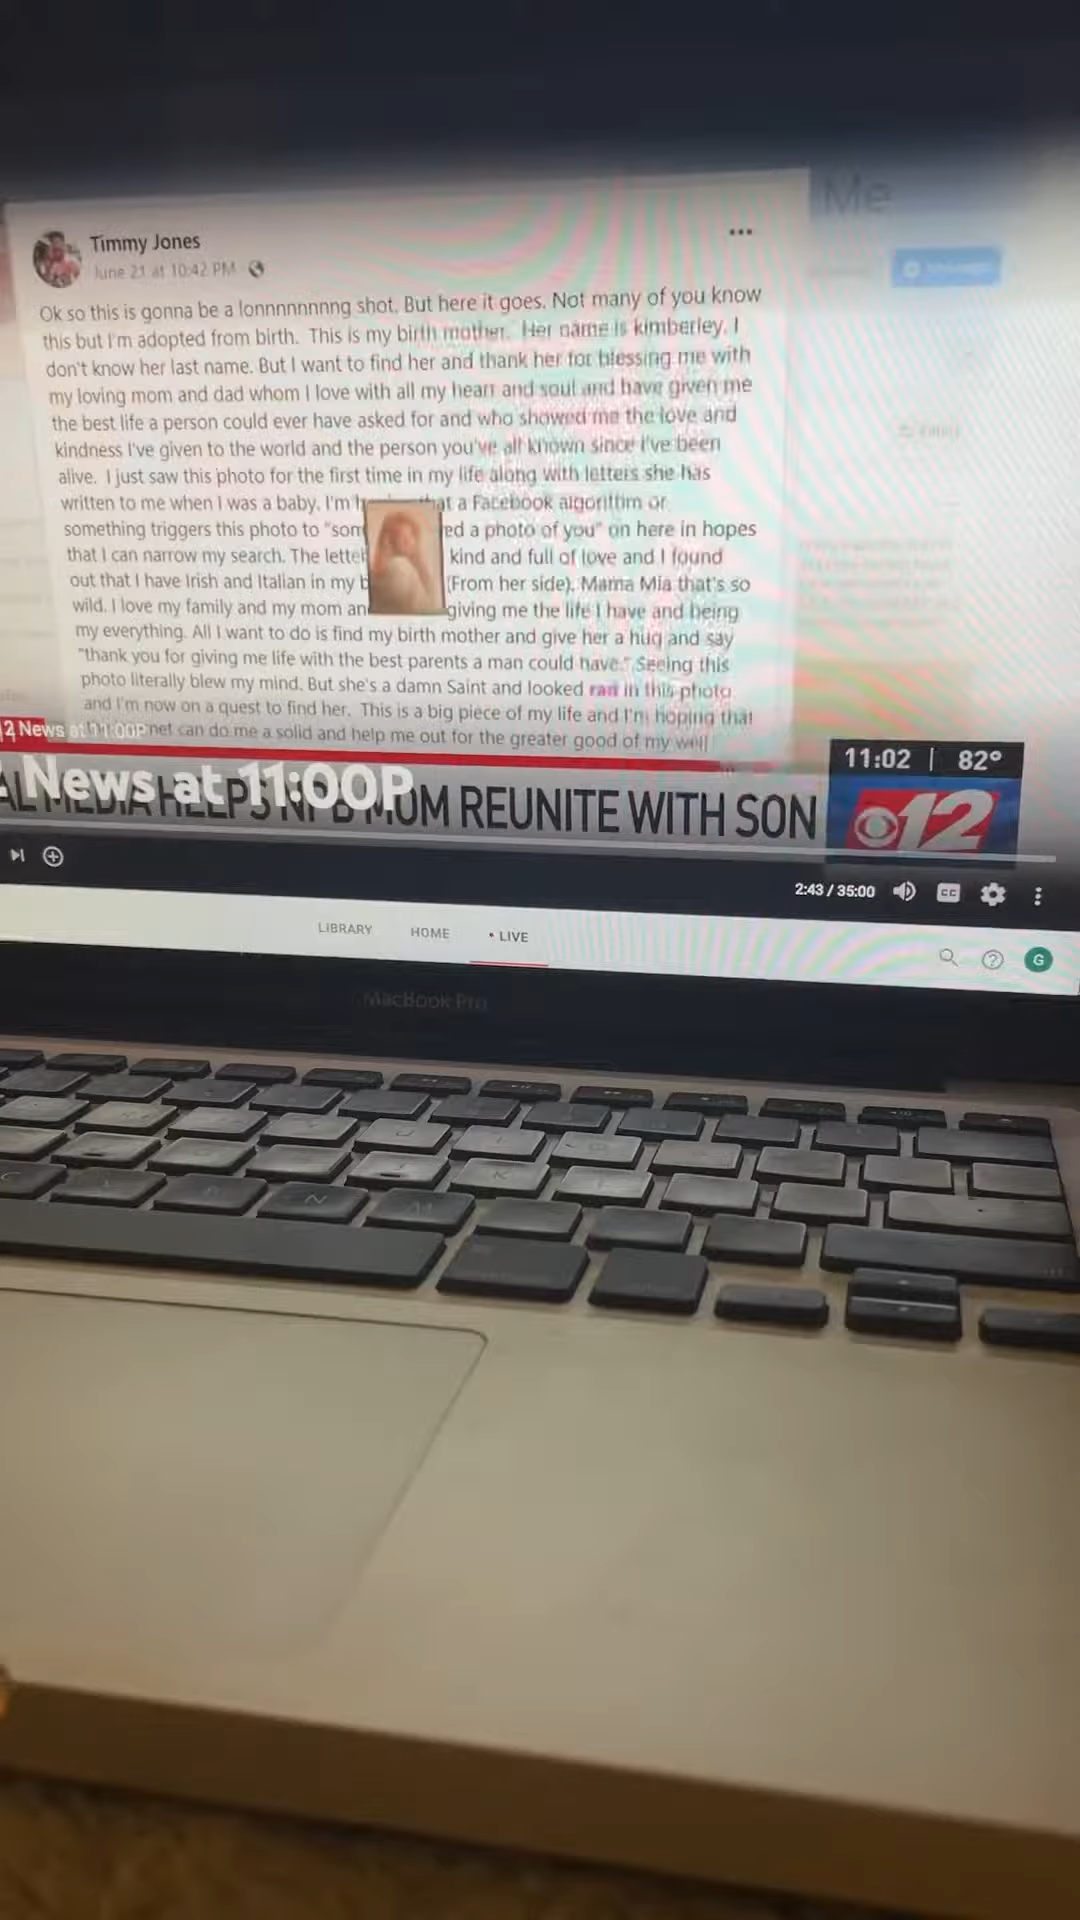 Me
Timmy Jones
June 21 at 10:42 PM
Ok so this is gonna be a lonnnnnnnng shot. But here it goes. Not many of you know
this but I'm adopted from birth. This is my birth mother. Her name is kimberley. I
don't know her last name. But I want to find her and thank her for blessing me with
my loving mom and dad whom I love with all my heart and soul and have given me
the best life a person could ever have asked for and who showed me the love and
kindness I've given to the world and the person you've all known since I've been
alive. I just saw this photo for the first time in my life along with letters she has
written to me when I was a baby. I'm that a Facebook algorithm or
something triggers this photo to "som ed a photo of you" on here in hopes
that I can narrow my search. The letter kind and full of love and I found
out that I have Irish and Italian in my b (From her side). Mama Mia that's so
wild. I love my family and my mom an giving me the life I have and being
my everything. All I want to do is find my birth mother and give her a hug and say
"thank you for giving me life with the best parents a man could have." Seeing this
photo literally blew my mind. But she's a damn Saint and looked rad in this photo
and I'm now on a quest to find her. This is a big piece of my life and I'm hoping that
net can do me a solid and help me out for the greater good of my well
12 News at 11:00P
News at 11:00P
AL MEDIA HELPS NPB MOM REUNITE WITH SON
11:02 | 82°
12
2:43 / 35:00
CC
LIBRARY HOME • LIVE
G
MacBook Pro